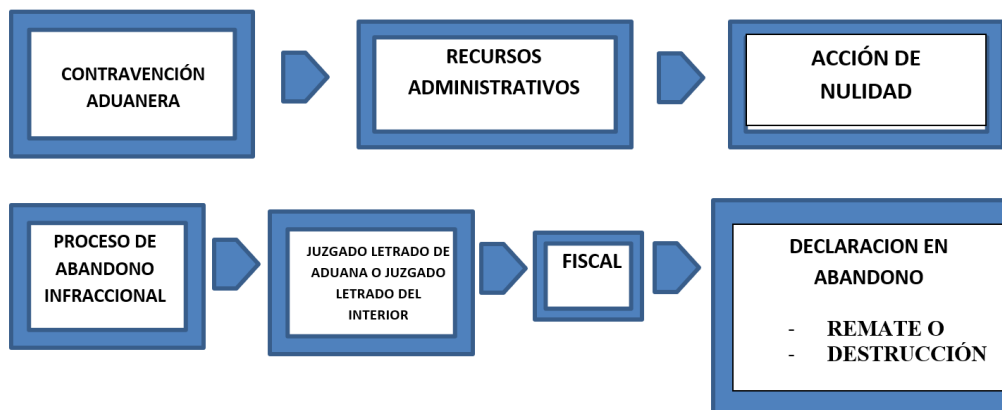 CONTRAVENCIÓN
ADUANERA
RECURSOS
ADMINISTRATIVOS
ACCIÓN DE
NULIDAD
PROCESO DE
ABANDONO
INFRACCIONAL
JUZGADO LETRADO DE
ADUANA O JUZGADO
LETRADO DEL
INTERIOR
FISCAL
DECLARACION EN
ABANDONO
- REMATE O
- DESTRUCCIÓN